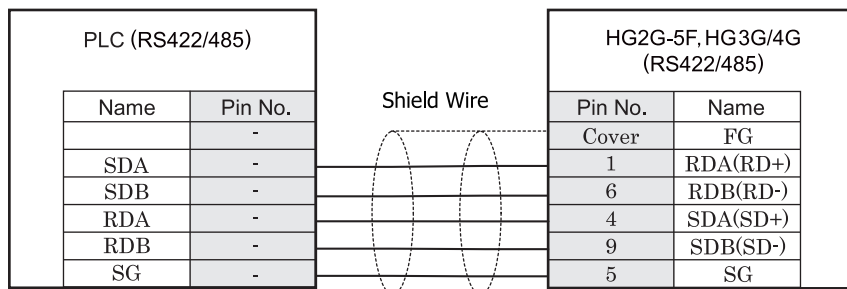 PLC (RS422/485)
HG2G-5F, HG3G/4G
(RS422/485)
Shield Wire
Name Pin No. Pin No. Name
- Cover FG
SDA - 1 RDA(RD+)
SDB - 6 RDB(RD-)
RDA - 4 SDA(SD+)
RDB - 9 SDB(SD-)
SG - 5 SG